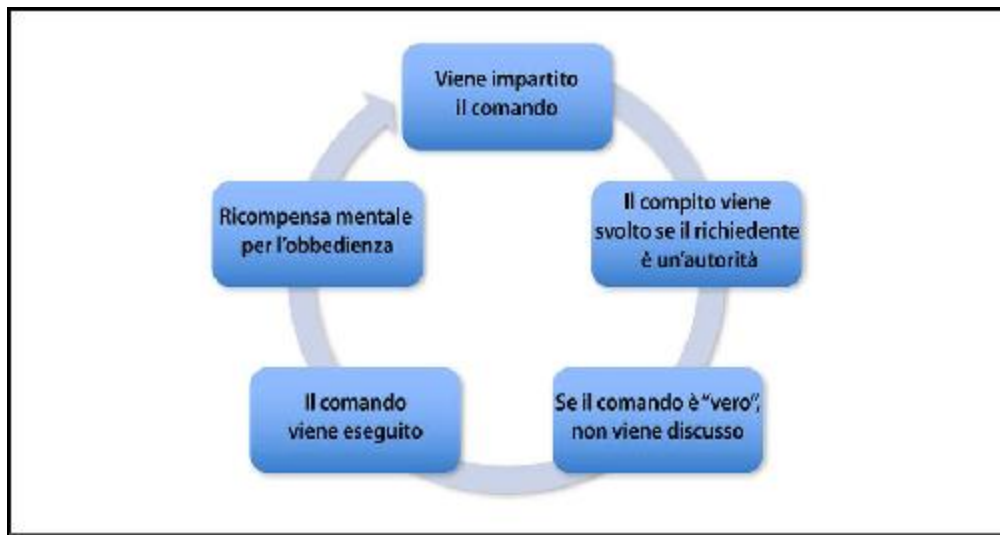 Viene impartito
il comando
Il compito viene
svolto se il richiedente
è un'autorità
Se il comando è "vero",
non viene discusso
Il comando
viene eseguito
Ricompensa mentale
per l'obbedienza